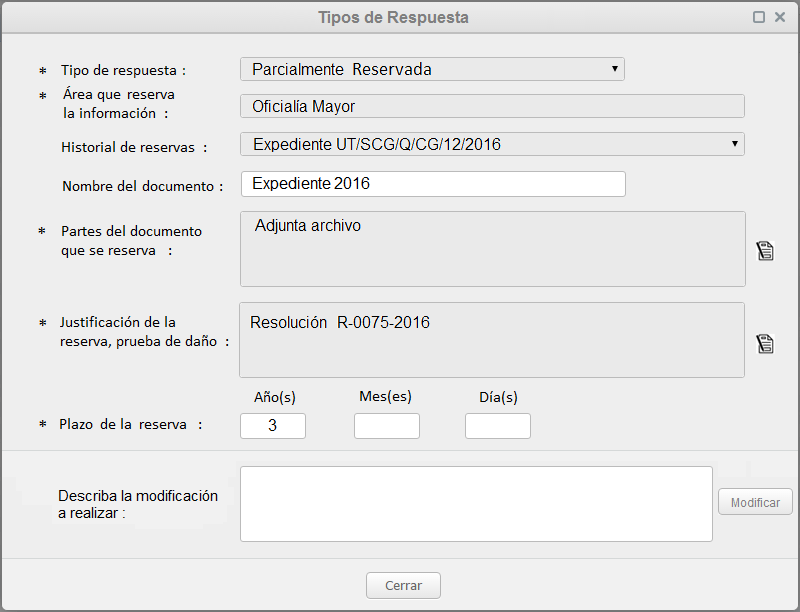 Tipos de Respuesta
* Tipo de respuesta : Parcialmente Reservada
* Área que reserva
la información : Oficialía Mayor
Historial de reservas : Expediente UT/SCG/Q/CG/12/2016
Nombre del documento : Expediente 2016
* Partes del documento
que se reserva : Adjunta archivo
* Justificación de la
reserva, prueba de daño : Resolución R-0075-2016
Año(s) Mes(es) Día(s)
* Plazo de la reserva : 3
Describa la modificación
a realizar :
Modificar
Cerrar